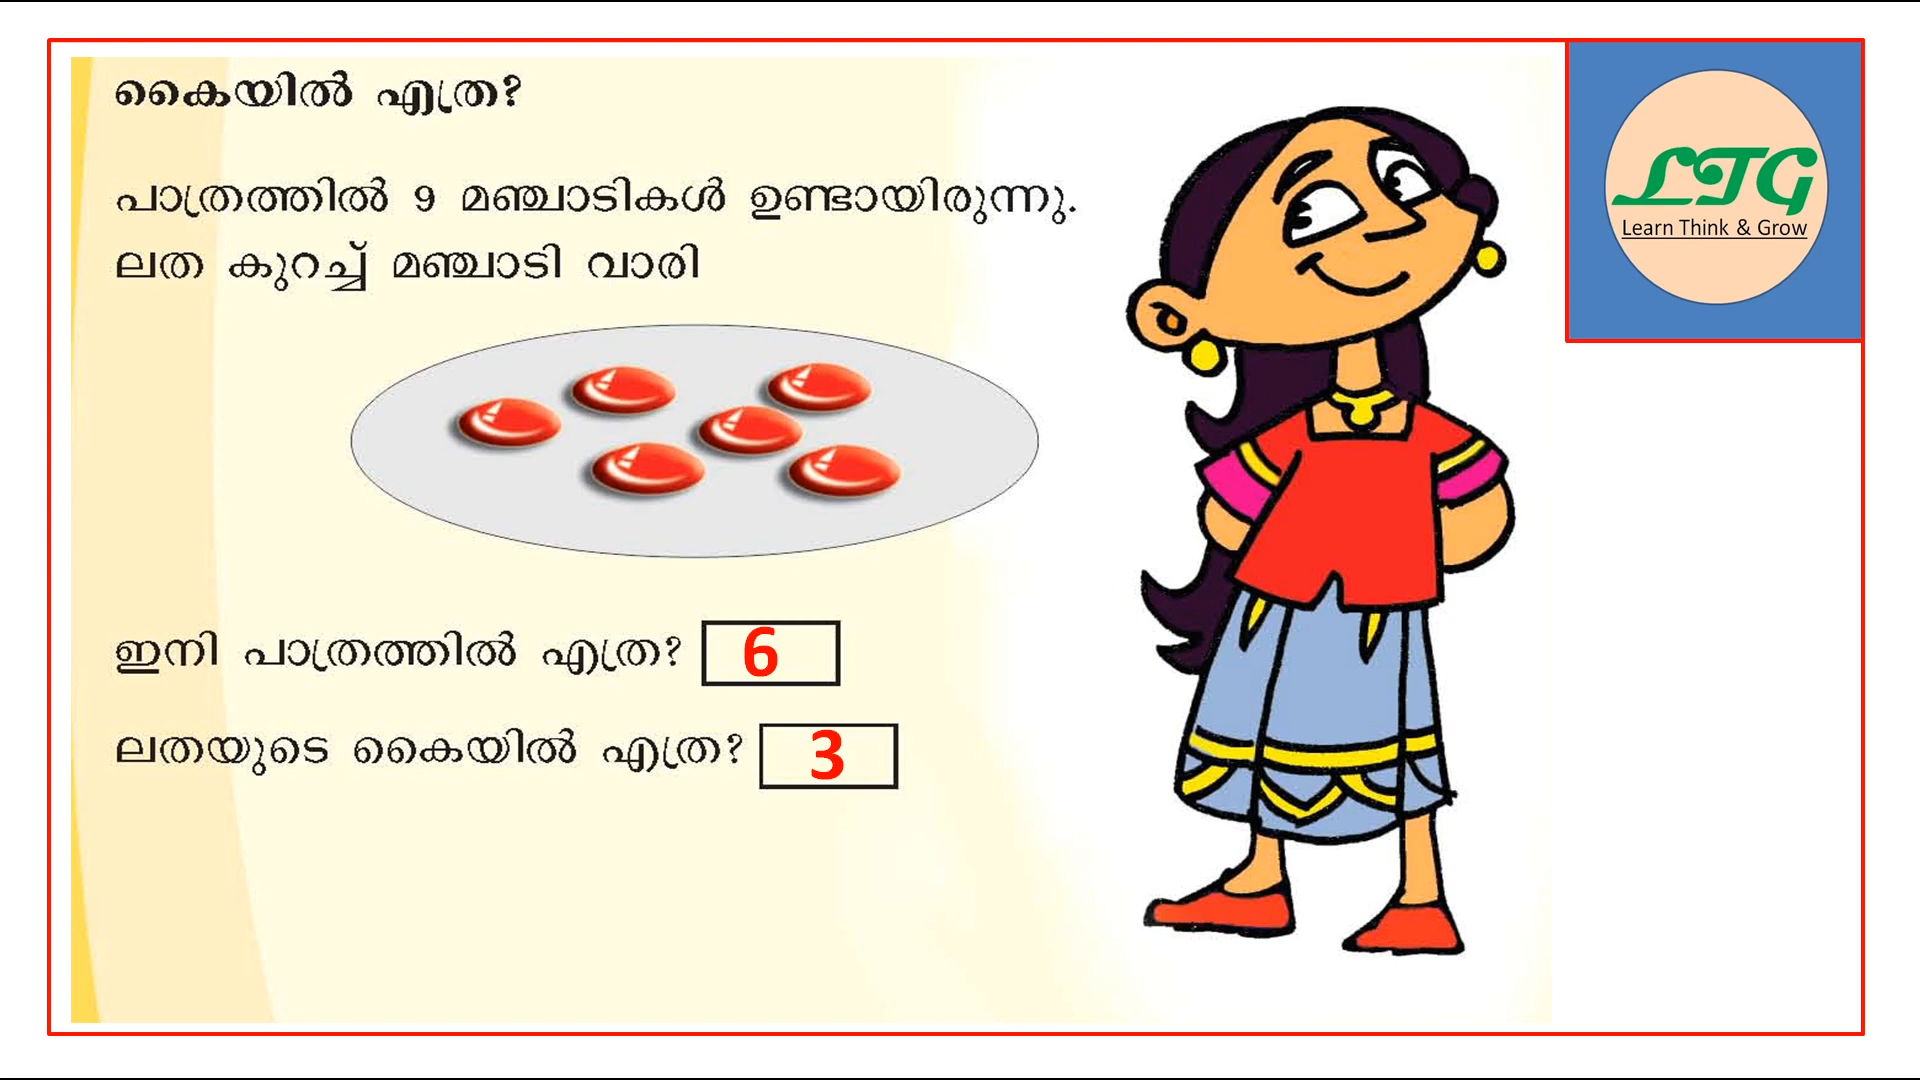 കൈയിൽ എത്ര?
പാത്രത്തിൽ 9 മഞ്ചാടികൾ ഉണ്ടായിരുന്നു.
ലത കുറച്ച് മഞ്ചാടി വാരി
ഇനി പാത്രത്തിൽ എത്ര? 6
ലതയുടെ കൈയിൽ എത്ര? 3
LTG
Learn Think & Grow